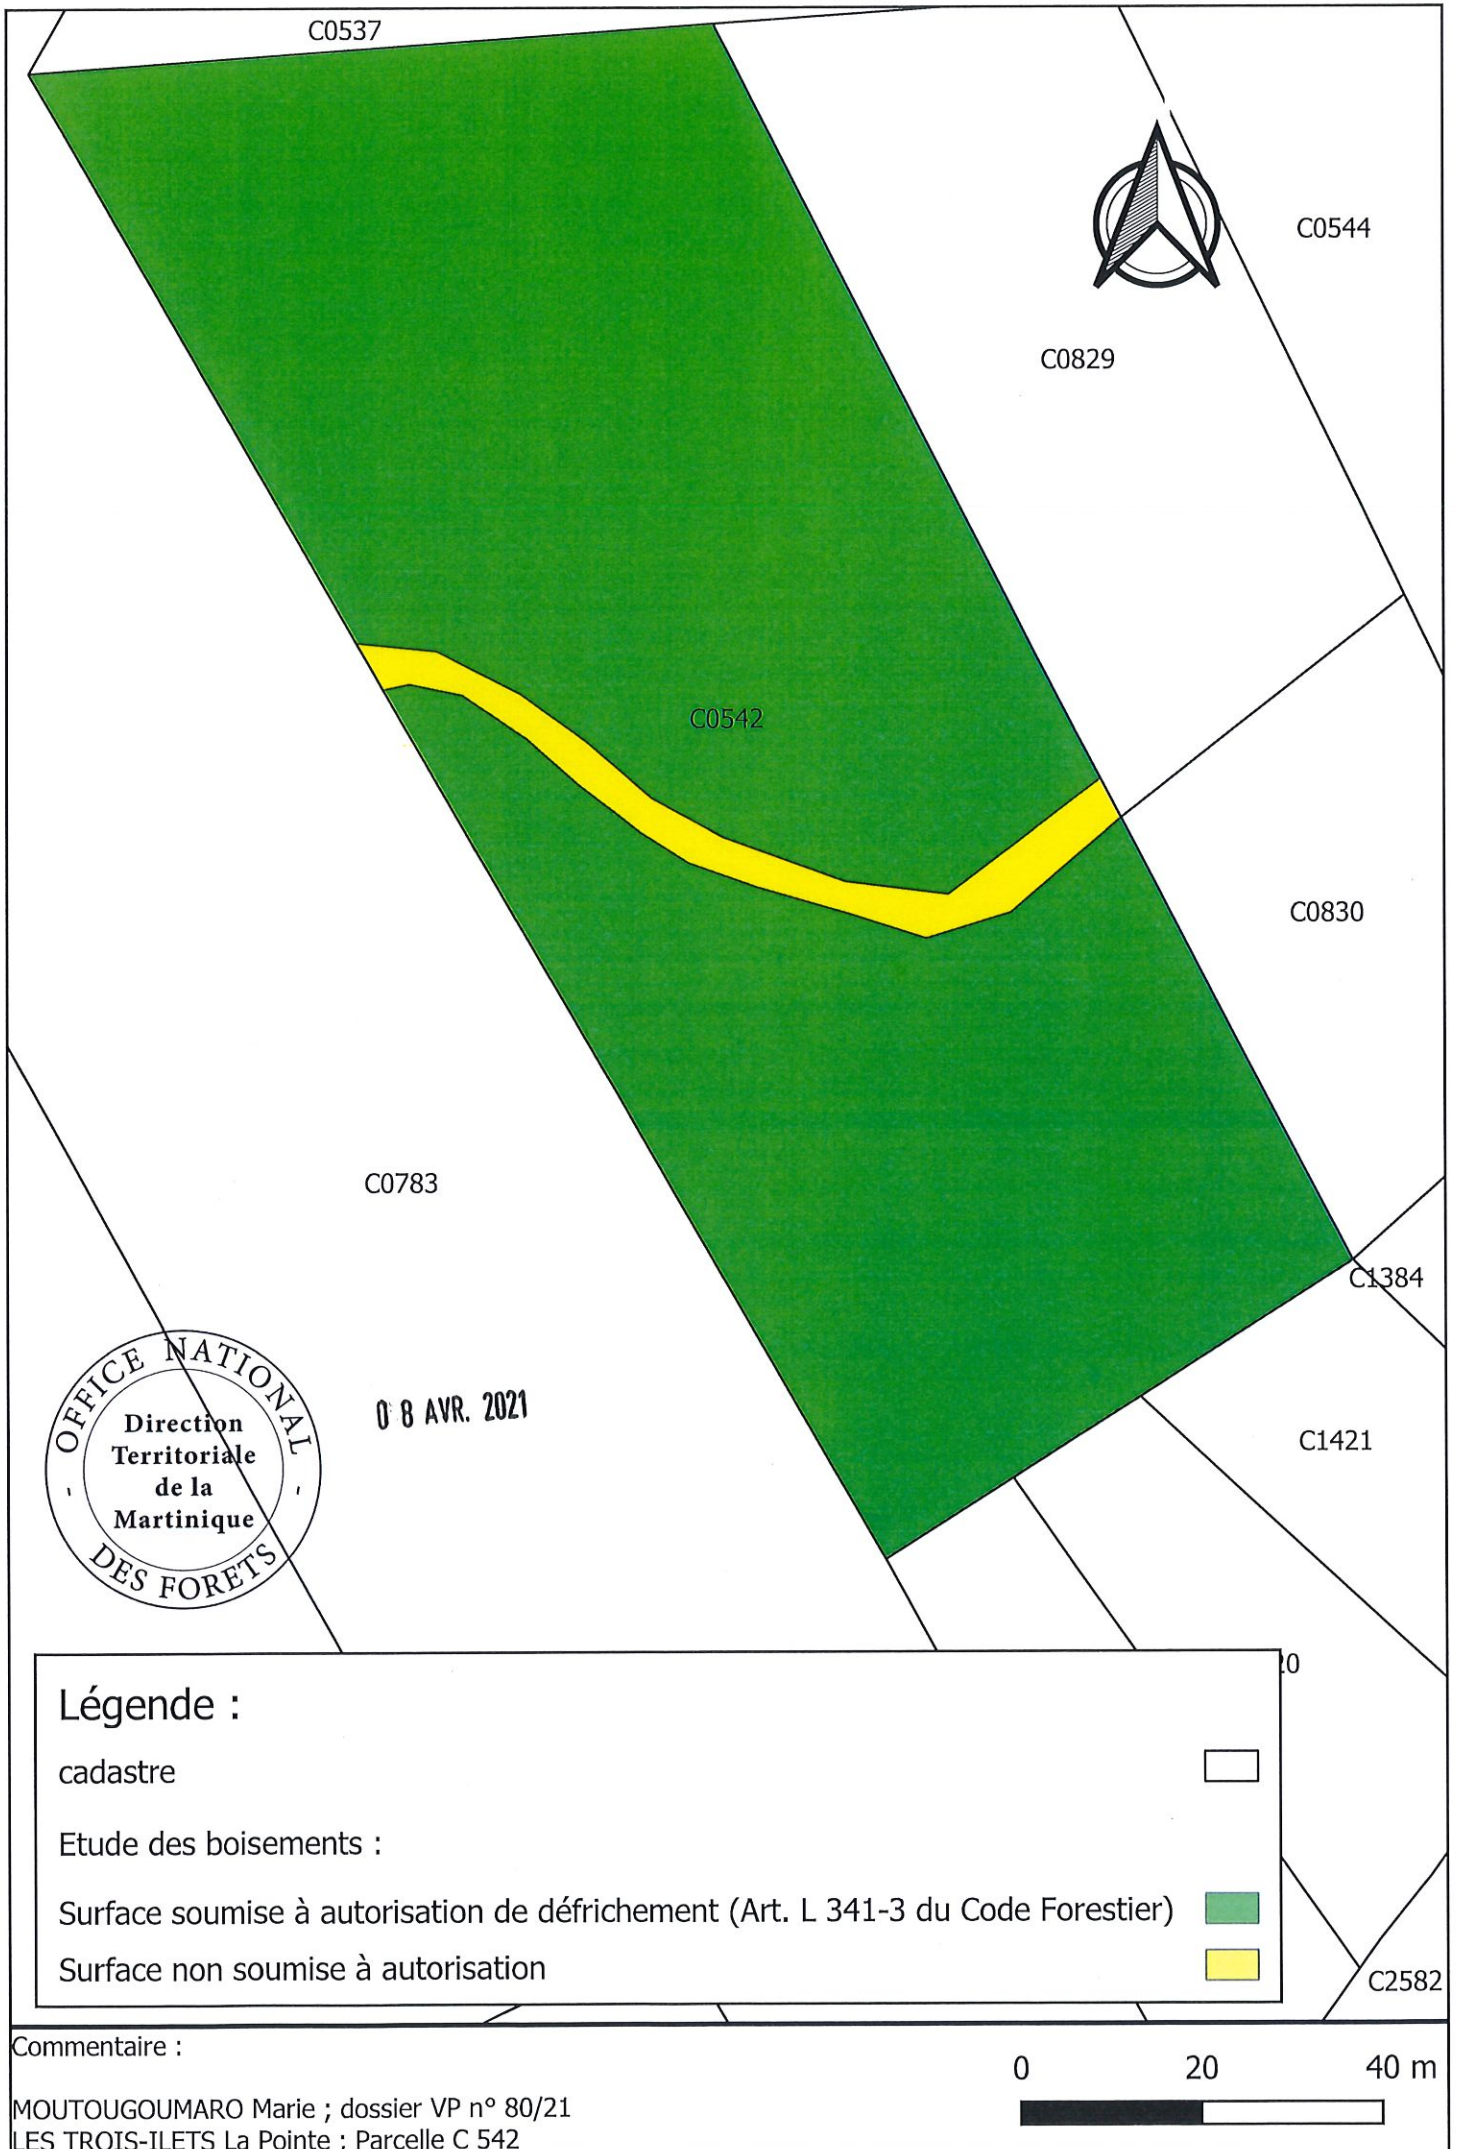 C0537
C0544
C0829
C0542
C0830
C0783
C1384
C1421
OFFICE NATIONAL
Direction
Territoriale
de la
Martinique
- DES FORETS -
0 8 AVR. 2021
20
Légende :
cadastre
Etude des boisements :
Surface soumise à autorisation de défrichement (Art. L 341-3 du Code Forestier)
Surface non soumise à autorisation
C2582
Commentaire :
0 20 40 m
MOUTOUGOUMARO Marie ; dossier VP n° 80/21
LES TROIS-ILETS La Pointe ; Parcelle C 542